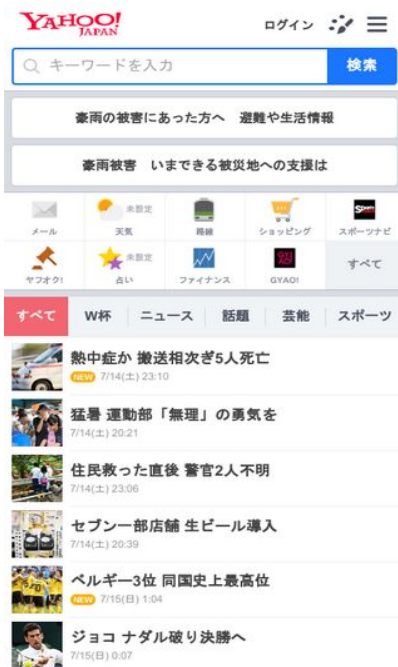 YAHOO!
JAPAN
ログイン
キーワードを入力
検索
豪雨の被害にあった方へ 避難や生活情報
豪雨被害 いまできる被災地への支援は
未設定
メール 天気 路線 ショッピング スポーツナビ
未設定
ヤフオク! 占い ファイナンス GYAO! すべて
GYAO!
すべて W杯 ニュース 話題 芸能 スポーツ
熱中症か 搬送相次ぎ5人死亡
NEW 7/14(土) 23:10
猛暑 運動部「無理」の勇気を
7/14(土) 20:21
住民救った直後 警官2人不明
7/14(土) 23:06
セブン一部店舗 生ビール導入
7/14(土) 20:39
ベルギー3位 同国史上最高位
NEW 7/15(日) 1:04
ジョコ ナダル破り決勝へ
7/15(日) 0:07